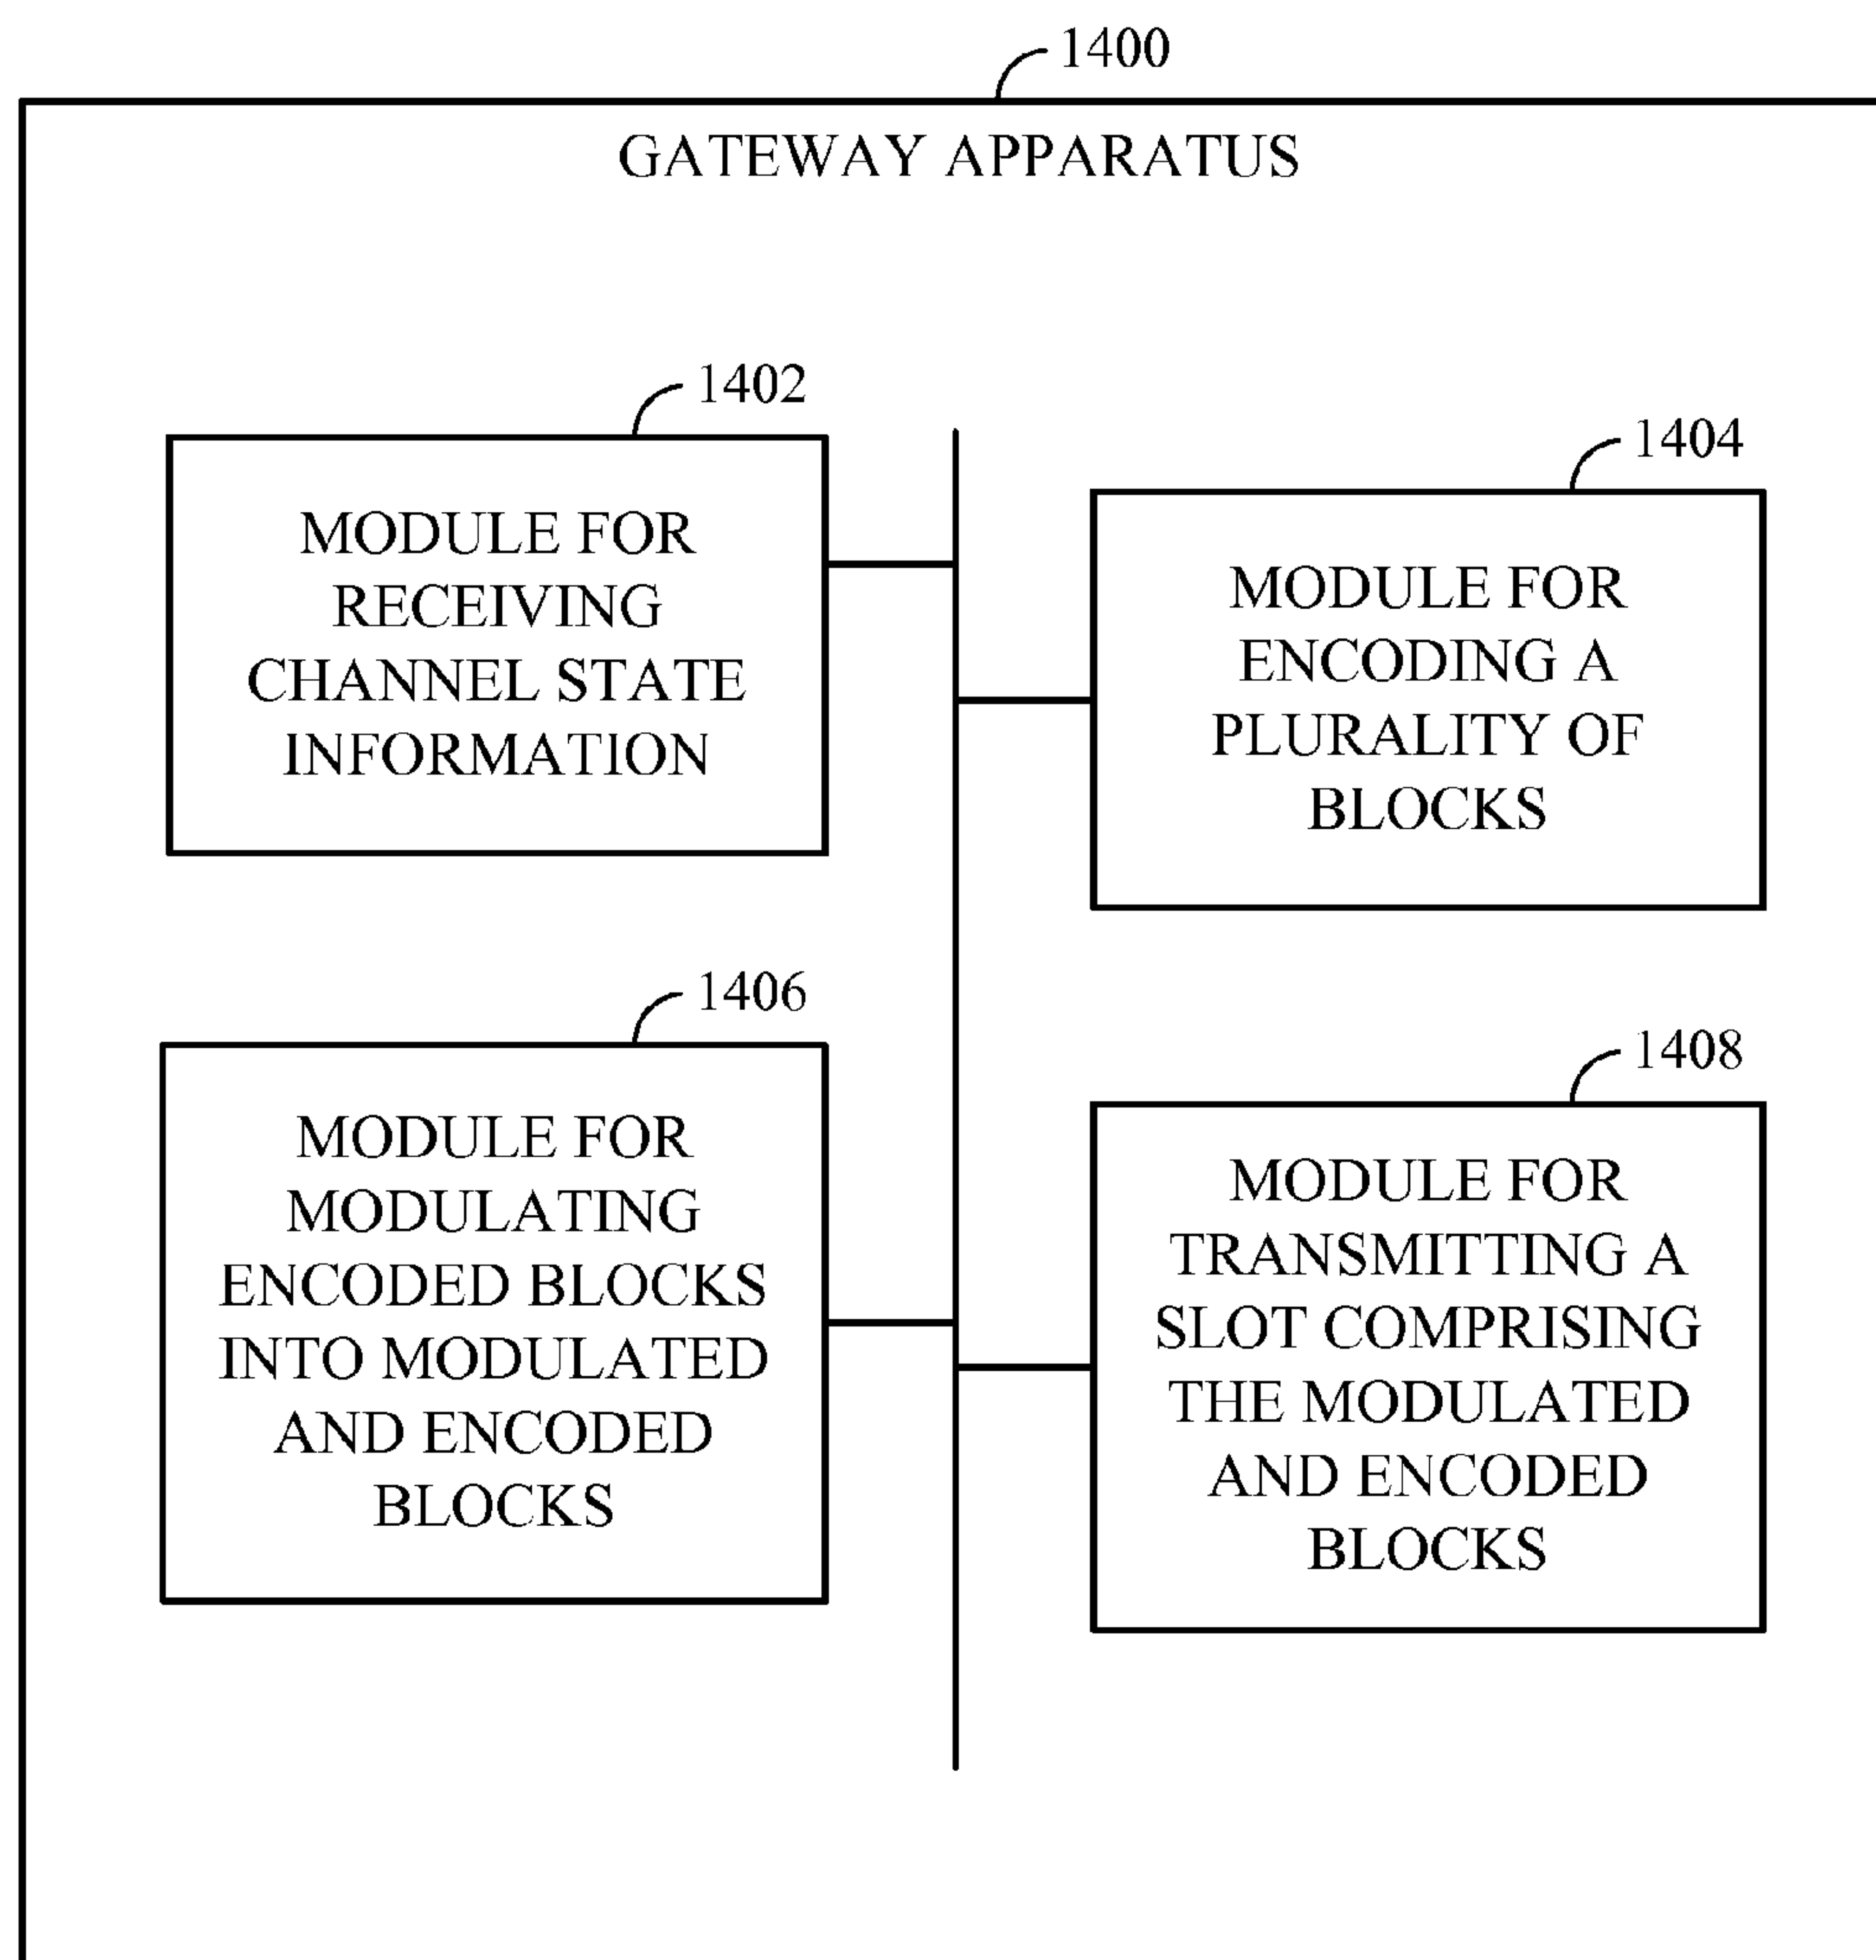 1400
GATEWAY APPARATUS
1402
MODULE FOR
RECEIVING
CHANNEL STATE
INFORMATION
1404
MODULE FOR
ENCODING A
PLURALITY OF
BLOCKS
1406
MODULE FOR
MODULATING
ENCODED BLOCKS
INTO MODULATED
AND ENCODED
BLOCKS
1408
MODULE FOR
TRANSMITTING A
SLOT COMPRISING
THE MODULATED
AND ENCODED
BLOCKS